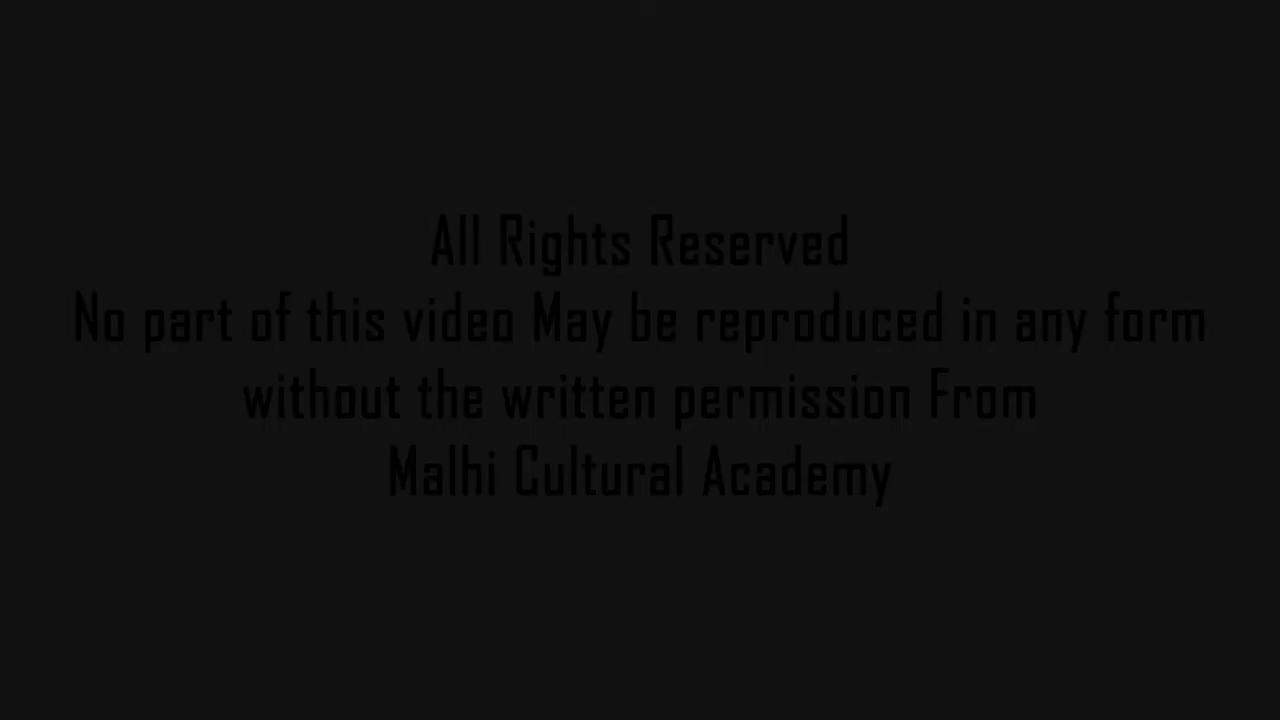 All Rights Reserved
No part of this video May be reproduced in any form
without the written permission From
Malhi Cultural Academy